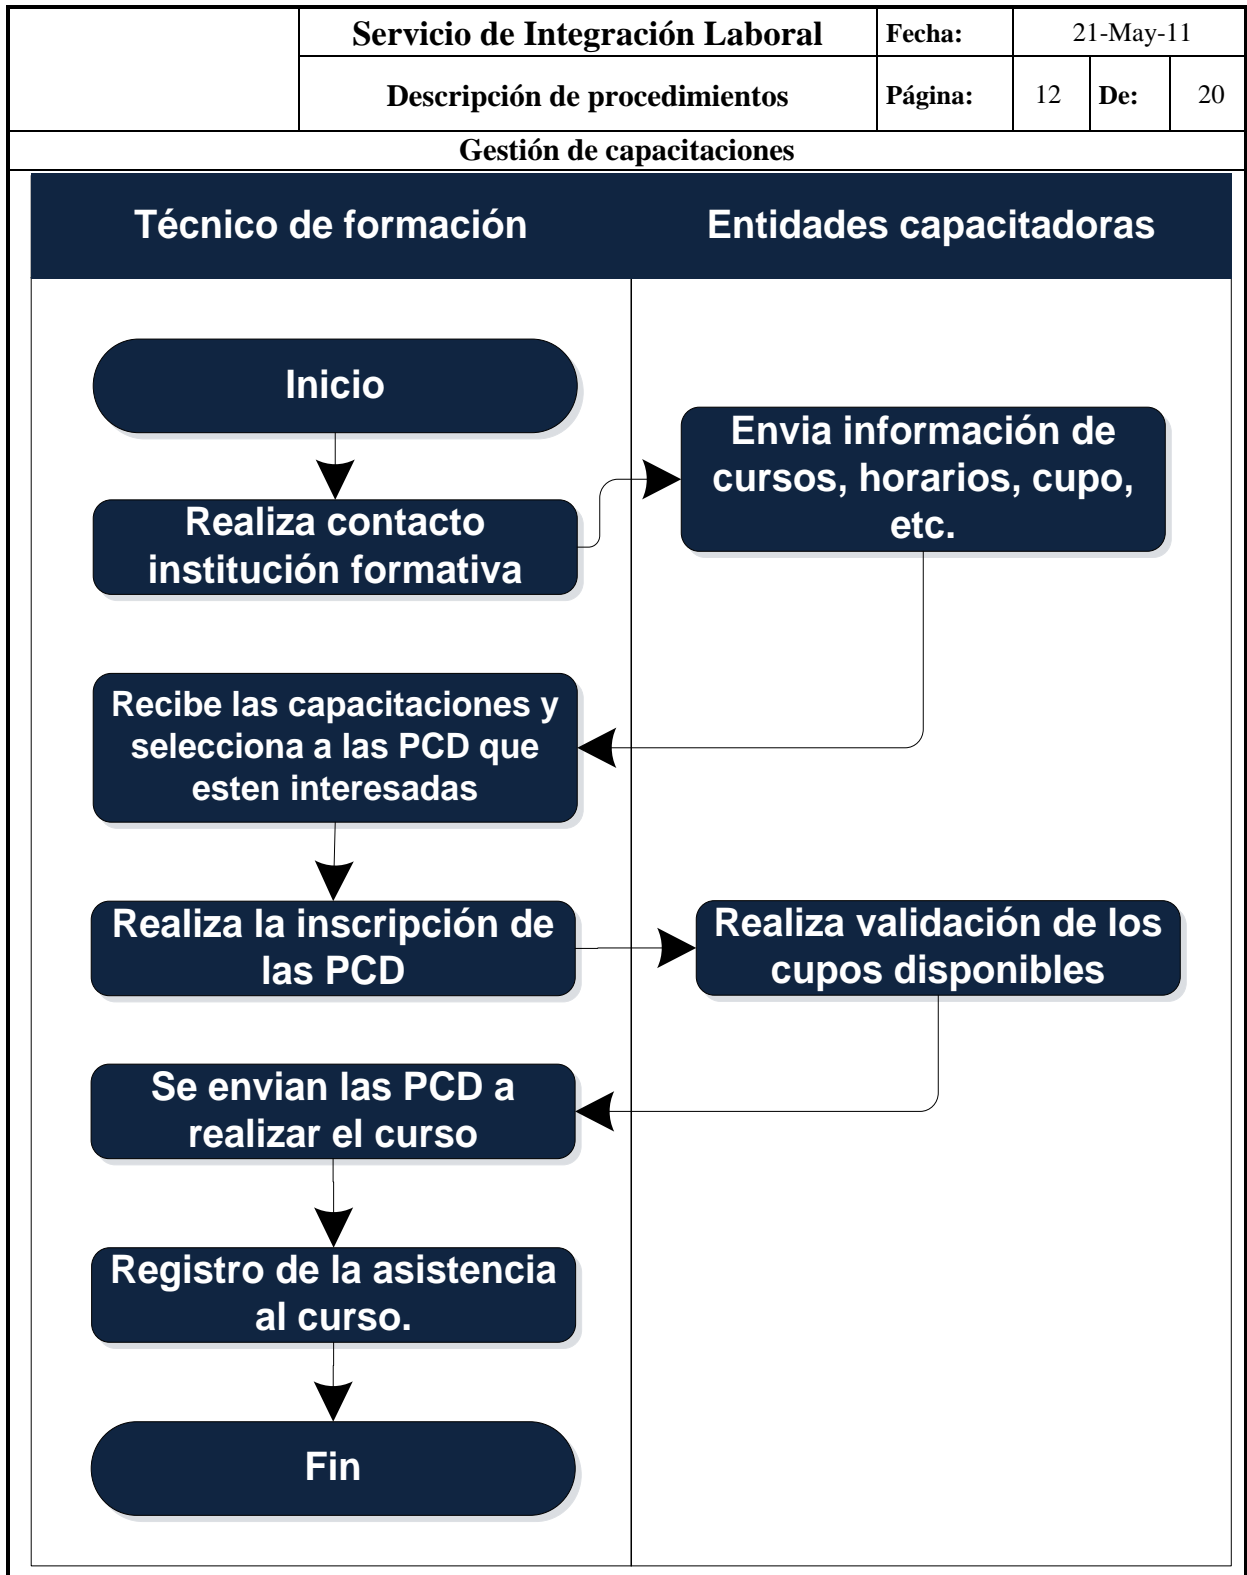 Servicio de Integración Laboral
Fecha:
21-May-11
Descripción de procedimientos
Página:
12
De:
20
Gestión de capacitaciones
Técnico de formación
Entidades capacitadoras
Inicio
Realiza contacto
institución formativa
Envia información de
cursos, horarios, cupo,
etc.
Recibe las capacitaciones y
selecciona a las PCD que
esten interesadas
Realiza la inscripción de
las PCD
Realiza validación de los
cupos disponibles
Se envian las PCD a
realizar el curso
Registro de la asistencia
al curso.
Fin